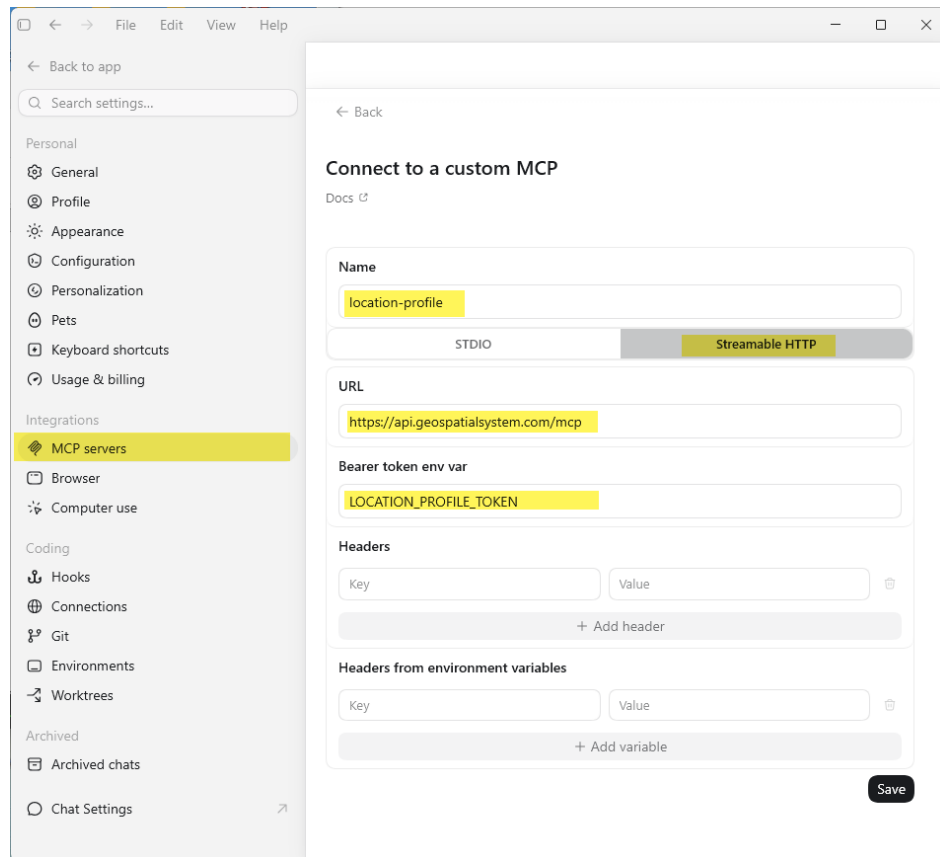 File Edit View Help
Back to app
Search settings...
Personal
General
Profile
Appearance
Configuration
Personalization
Pets
Keyboard shortcuts
Usage & billing
Integrations
MCP servers
Browser
Computer use
Coding
Hooks
Connections
Git
Environments
Worktrees
Archived
Archived chats
Chat Settings
Back
Connect to a custom MCP
Docs
Name
location-profile
STDIO Streamable HTTP
URL
https://api.geospatialsystem.com/mcp
Bearer token env var
LOCATION_PROFILE_TOKEN
Headers
Key Value
+ Add header
Headers from environment variables
Key Value
+ Add variable
Save